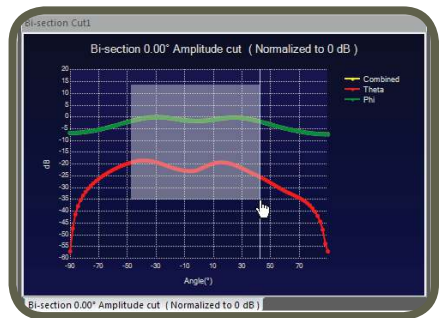 Bi-section Cut1
Bi-section 0.00° Amplitude cut ( Normalized to 0 dB )
20
15
10
5
0
-5
-10
-15
-20
-25
-30
-35
-40
-45
-50
-55
-60
dB
-90 -70 -50 -30 -10 10 30 50 70
Angle(°)
Combined
Theta
Phi
Bi-section 0.00° Amplitude cut ( Normalized to 0 dB )